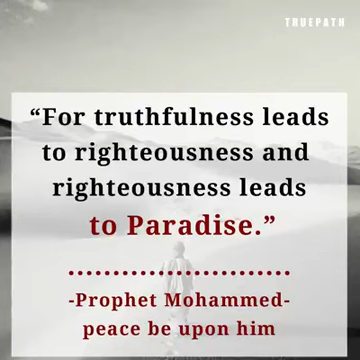 TRUEPATH
“For truthfulness leads
to righteousness and
righteousness leads
to Paradise.”
-Prophet Mohammed-
peace be upon him